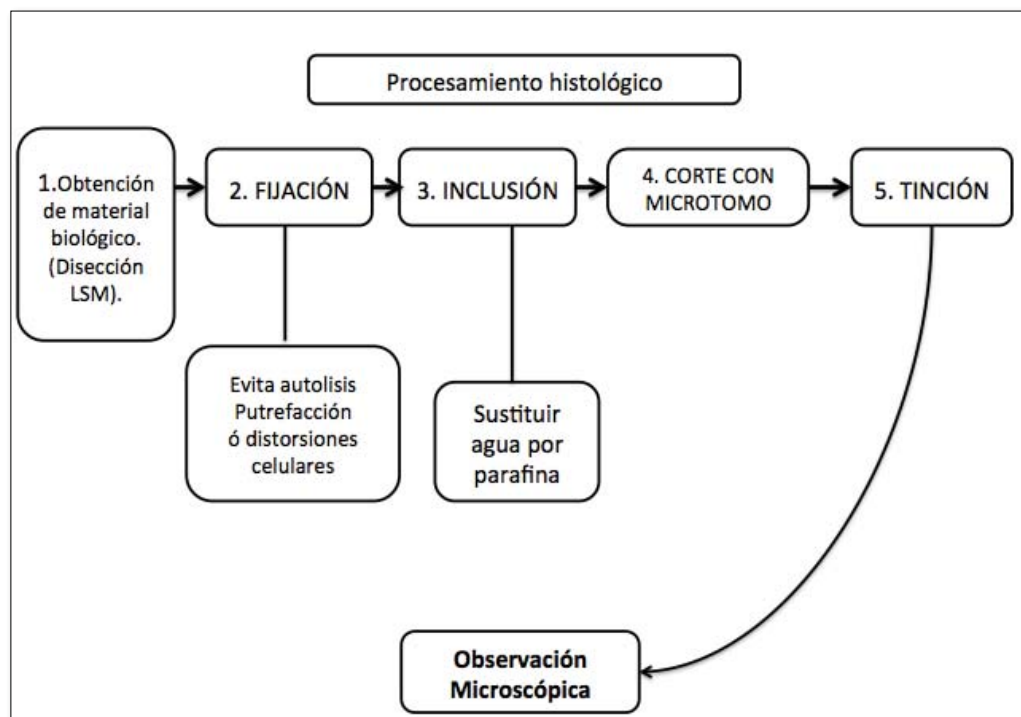 Procesamiento histológico
1.Obtención
de material
biológico.
(Disección
LSM).
2. FIJACIÓN
3. INCLUSIÓN
4. CORTE CON
MICROTOMO
5. TINCIÓN
Evita autolisis
Putrefacción
ó distorsiones
celulares
Sustituir
agua por
parafina
Observación
Microscópica